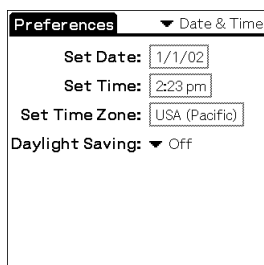 Preferences ▼ Date & Time
Set Date: 1/1/02
Set Time: 2:23 pm
Set Time Zone: USA (Pacific)
Daylight Saving: ▼ Off